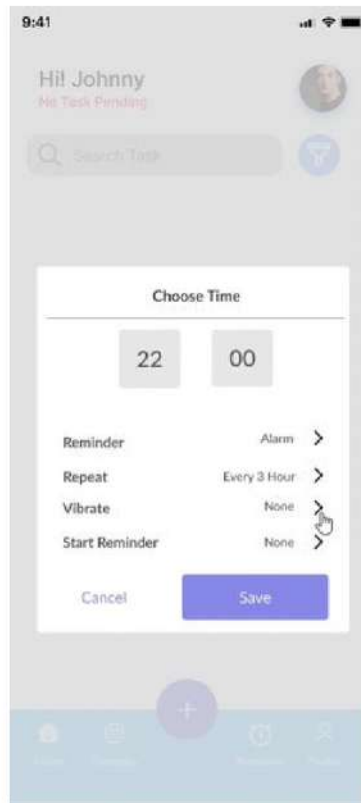 9:41
Hi! Johnny
No Task Pending
Search Task
Choose Time
22 00
Reminder Alarm
Repeat Every 3 Hour
Vibrate None
Start Reminder None
Cancel Save
+